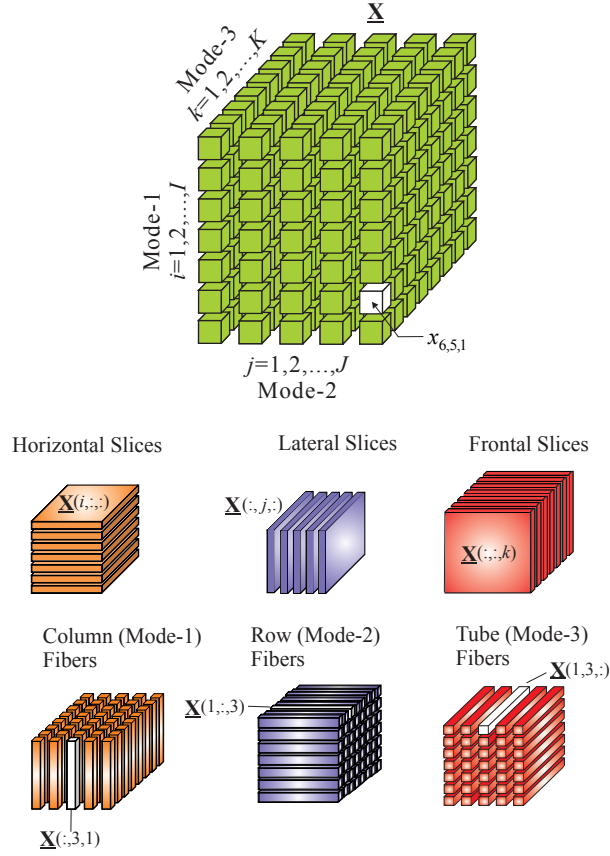 X
Mode-3
k=1,2,...,K
Mode-1
i=1,2,...,I
x6,5,1
j=1,2,...,J
Mode-2
Horizontal Slices
Lateral Slices
Frontal Slices
X(i,:,:)
X(:,j,:)
X(:,:,k)
Column (Mode-1)
Fibers
Row (Mode-2)
Fibers
Tube (Mode-3)
Fibers
X(1,3,:)
X(1,:,3)
X(:,3,1)